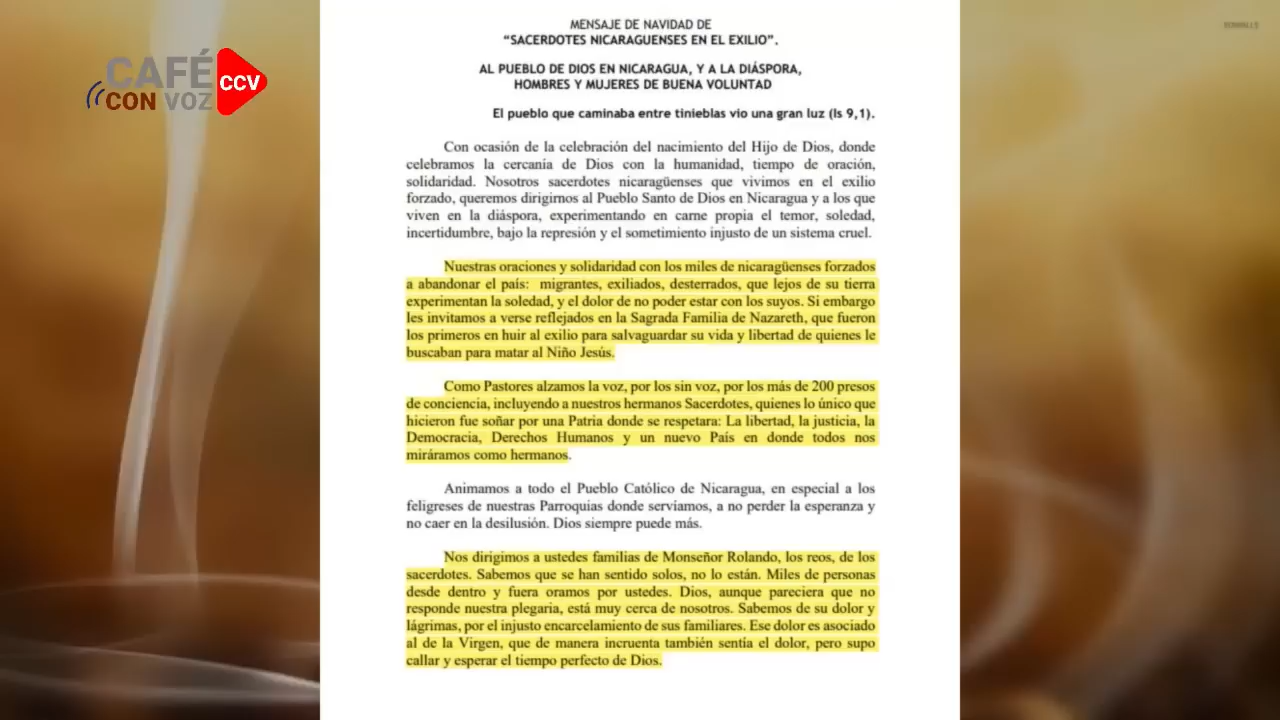 CAFÉ
CON VOZ
CCV
MENSAJE DE NAVIDAD DE
“SACERDOTES NICARAGUENSES EN EL EXILIO”.
AL PUEBLO DE DIOS EN NICARAGUA, Y A LA DIÁSPORA,
HOMBRES Y MUJERES DE BUENA VOLUNTAD
El pueblo que caminaba entre tinieblas vio una gran luz (Is 9,1).
Con ocasión de la celebración del nacimiento del Hijo de Dios, donde
celebramos la cercanía de Dios con la humanidad, tiempo de oración,
solidaridad. Nosotros sacerdotes nicaragüenses que vivimos en el exilio
forzado, queremos dirigirnos al Pueblo Santo de Dios en Nicaragua y a los que
viven en la diáspora, experimentando en carne propia el temor, soledad,
incertidumbre, bajo la represión y el sometimiento injusto de un sistema cruel.
Nuestras oraciones y solidaridad con los miles de nicaragüenses forzados
a abandonar el país: migrantes, exiliados, desterrados, que lejos de su tierra
experimentan la soledad, y el dolor de no poder estar con los suyos. Si embargo
les invitamos a verse reflejados en la Sagrada Familia de Nazareth, que fueron
los primeros en huir al exilio para salvaguardar su vida y libertad de quienes le
buscaban para matar al Niño Jesús.
Como Pastores alzamos la voz, por los sin voz, por los más de 200 presos
de conciencia, incluyendo a nuestros hermanos Sacerdotes, quienes lo único que
hicieron fue soñar por una Patria donde se respetara: La libertad, la justicia, la
Democracia, Derechos Humanos y un nuevo País en donde todos nos
miráramos como hermanos.
Animamos a todo el Pueblo Católico de Nicaragua, en especial a los
feligreses de nuestras Parroquias donde servíamos, a no perder la esperanza y
no caer en la desilusión. Dios siempre puede más.
Nos dirigimos a ustedes familias de Monseñor Rolando, los reos, de los
sacerdotes. Sabemos que se han sentido solos, no lo están. Miles de personas
desde dentro y fuera oramos por ustedes. Dios, aunque pareciera que no
responde nuestra plegaria, está muy cerca de nosotros. Sabemos de su dolor y
lágrimas, por el injusto encarcelamiento de sus familiares. Ese dolor es asociado
al de la Virgen, que de manera incruenta también sentía el dolor, pero supo
callar y esperar el tiempo perfecto de Dios.